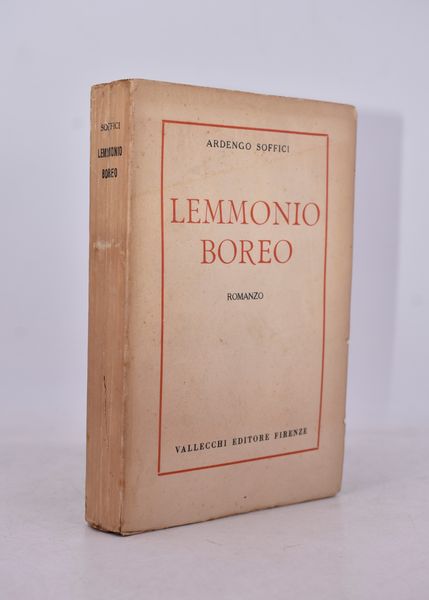 SOFFICI
LEMMONIO
BOREO
ARDENGO SOFFICI
LEMMONIO
BOREO
ROMANZO
VALLECCHI EDITORE FIRENZE